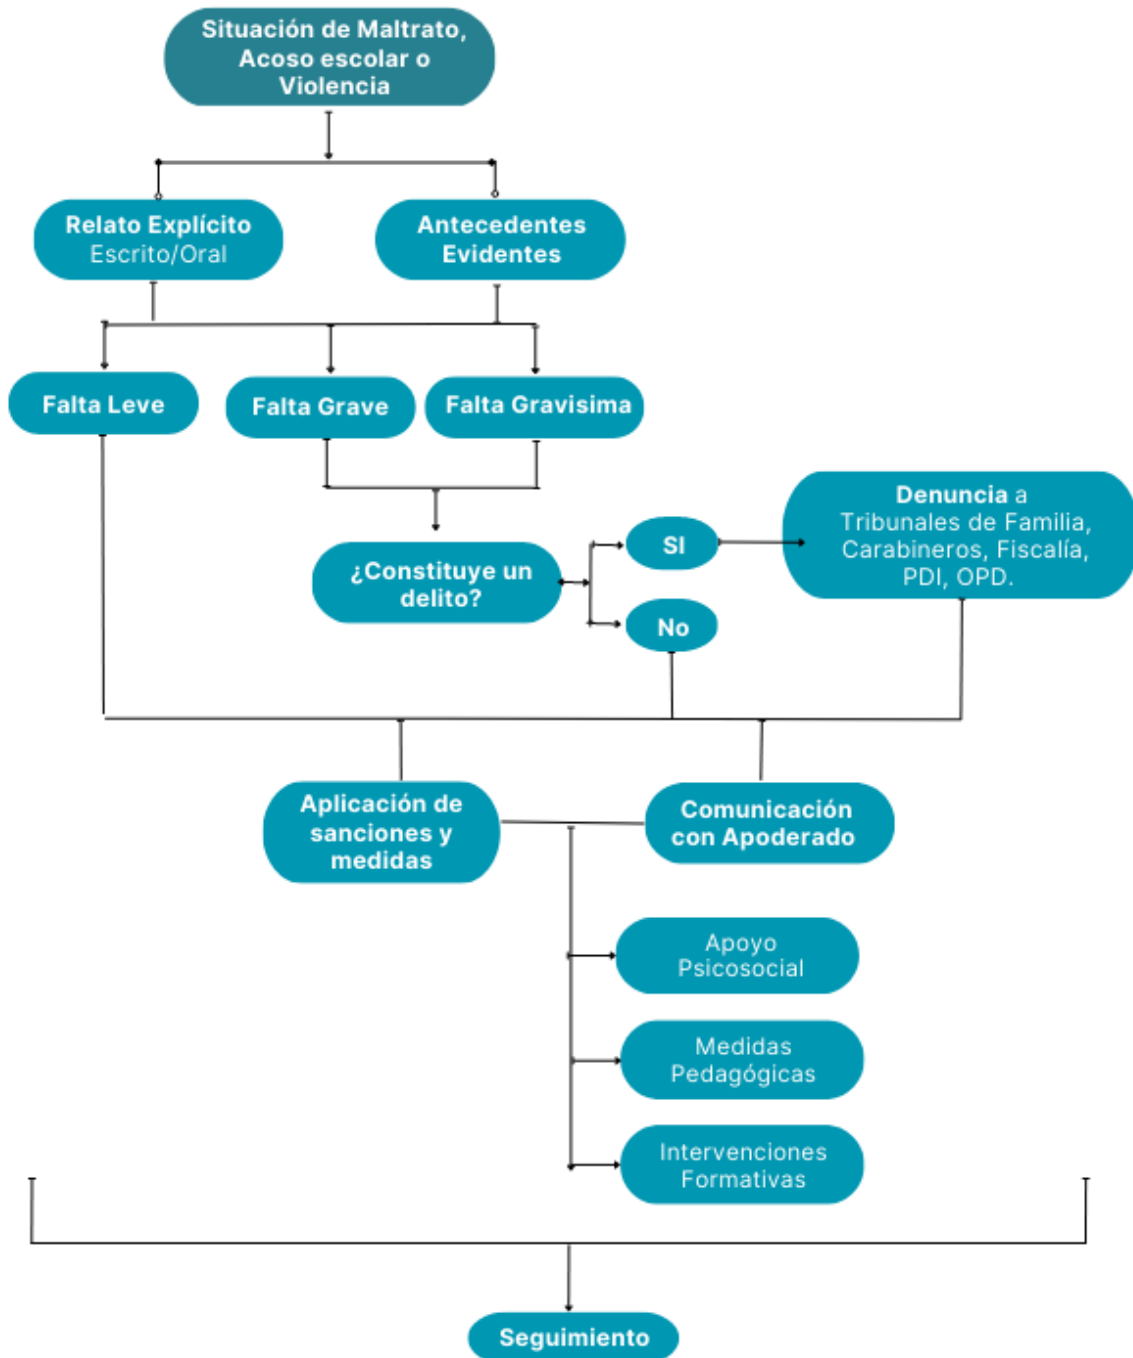 Situación de Maltrato,
Acoso escolar o
Violencia
Relato Explícito
Escrito/Oral
Antecedentes
Evidentes
Falta Leve
Falta Grave
Falta Gravisima
¿Constituye un
delito?
SI
No
Denuncia a
Tribunales de Familia,
Carabineros, Fiscalía,
PDI, OPD.
Aplicación de
sanciones y
medidas
Comunicación
con Apoderado
Apoyo
Psicosocial
Medidas
Pedagógicas
Intervenciones
Formativas
Seguimiento